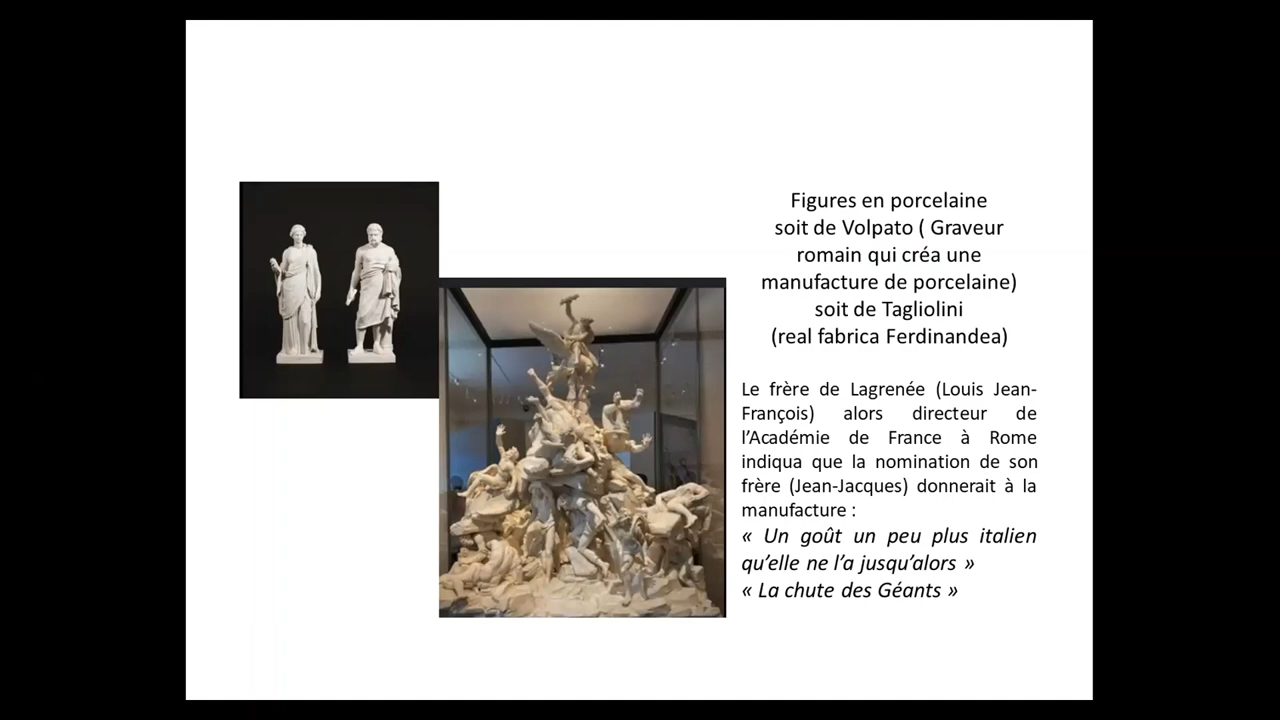 Figures en porcelaine
soit de Volpato ( Graveur
romain qui créa une
manufacture de porcelaine)
soit de Tagliolini
(real fabrica Ferdinandea)
Le frère de Lagrenée (Louis Jean-
François) alors directeur de
l’Académie de France à Rome
indiqua que la nomination de son
frère (Jean-Jacques) donnerait à la
manufacture :
« Un goût un peu plus italien
qu’elle ne l’a jusqu’alors »
« La chute des Géants »